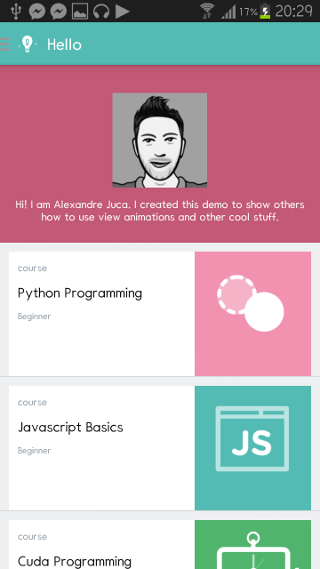 17% 20:29
Hello
Hi! I am Alexandre Juca. I created this demo to show others
how to use view animations and other cool stuff.
course
Python Programming
Beginner
course
Javascript Basics
Beginner
JS
course
Cuda Programming